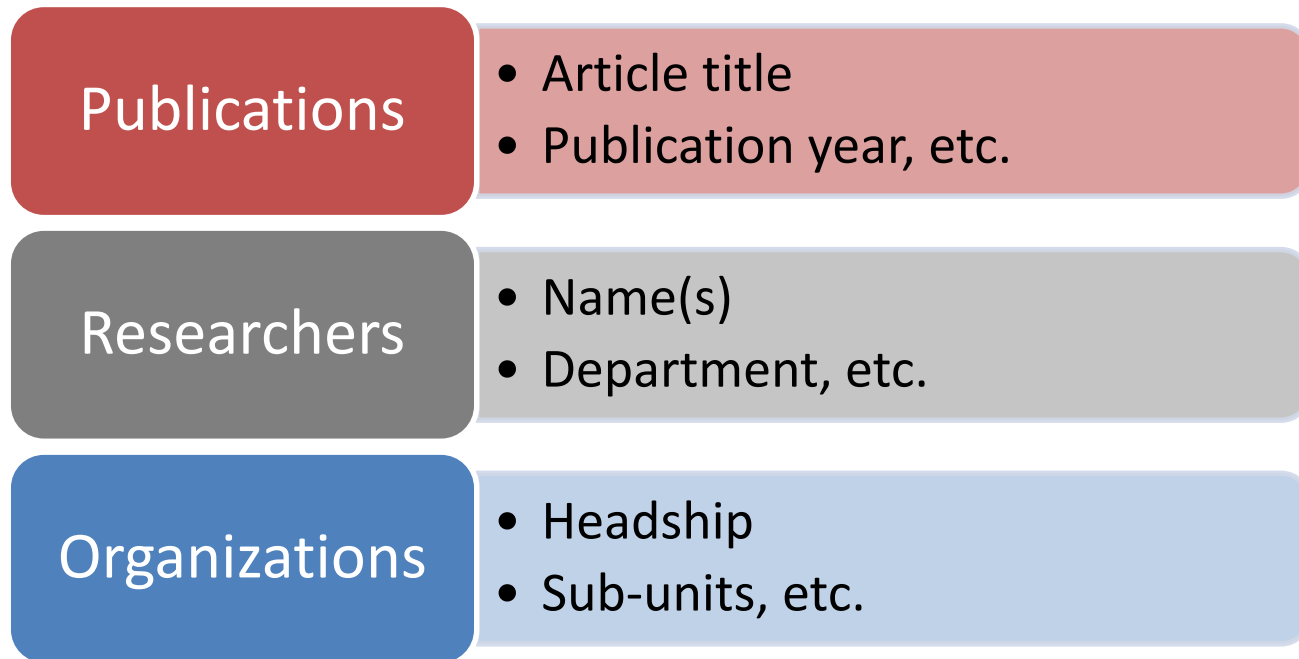 Publications
• Article title
• Publication year, etc.
Researchers
• Name(s)
• Department, etc.
Organizations
• Headship
• Sub-units, etc.